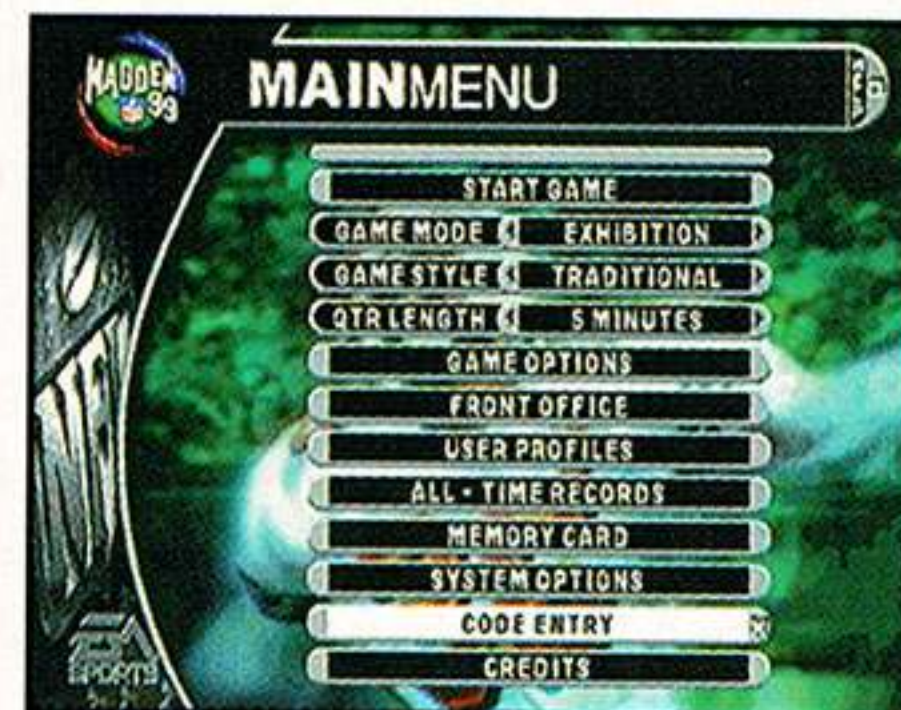 MADDEN
99
MAINMENU
START GAME
GAME MODE EXHIBITION
GAME STYLE TRADITIONAL
QTR LENGTH 5 MINUTES
GAME OPTIONS
FRONT OFFICE
USER PROFILES
ALL-TIME RECORDS
MEMORY CARD
SYSTEM OPTIONS
CODE ENTRY
CREDITS
EA
SPORTS